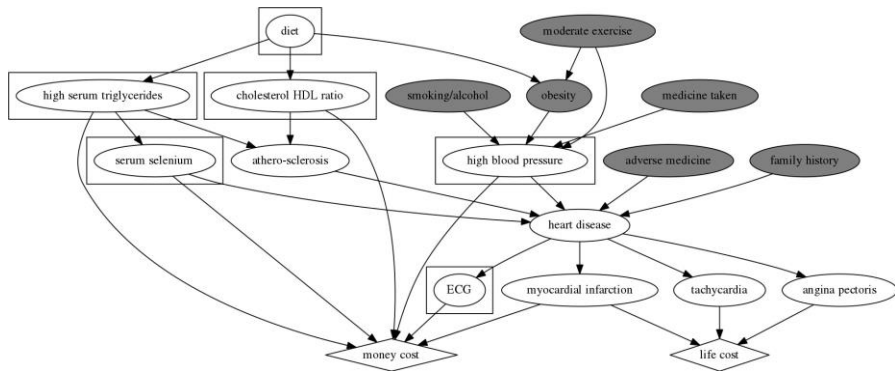 diet
moderate exercise
high serum triglycerides
cholesterol HDL ratio
smoking/alcohol
obesity
medicine taken
serum selenium
athero-sclerosis
high blood pressure
adverse medicine
family history
heart disease
ECG
myocardial infarction
tachycardia
angina pectoris
money cost
life cost